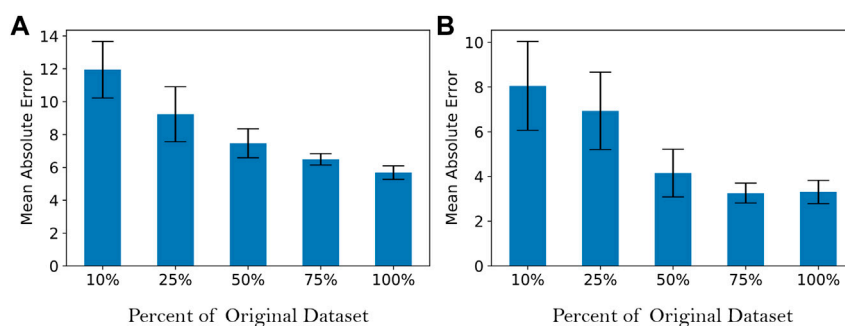 A
Mean Absolute Error
14
12
10
8
6
4
2
0
10% 25% 50% 75% 100%
Percent of Original Dataset
B
Mean Absolute Error
10
8
6
4
2
0
10% 25% 50% 75% 100%
Percent of Original Dataset